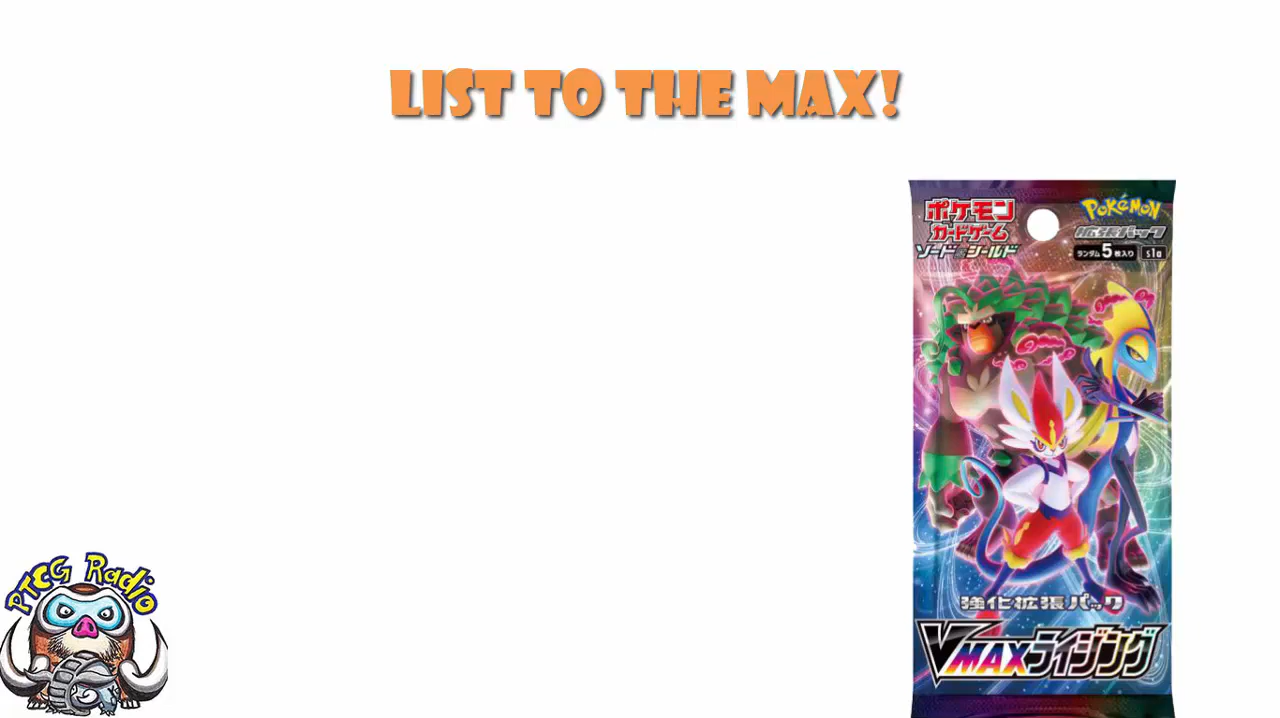 LIST TO THE MAX!
ポケモン
カードゲーム
ソード&シールド
POKéMON
拡張パック
ランダム5枚入り s1a
強化拡張パック
VMAXライジング
PTCG Radio